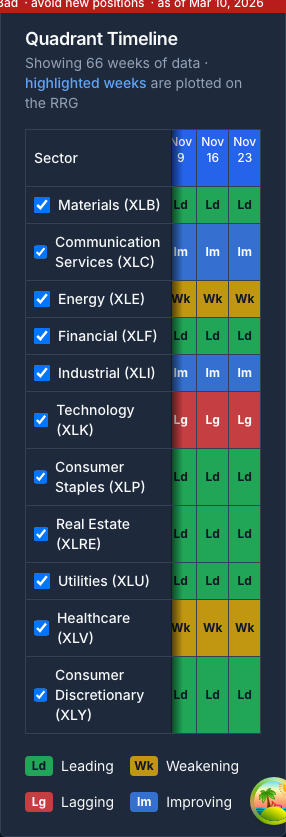 Bad · avoid new positions · as of Mar 10, 2026
Quadrant Timeline
Showing 66 weeks of data ·
highlighted weeks are plotted on
the RRG
Sector Nov 9 Nov 16 Nov 23
Materials (XLB) Ld Ld Ld
Communication
Services (XLC) Im Im Im
Energy (XLE) Wk Wk Wk
Financial (XLF) Ld Ld Ld
Industrial (XLI) Im Im Im
Technology
(XLK) Lg Lg Lg
Consumer
Staples (XLP) Ld Ld Ld
Real Estate
(XLRE) Ld Ld Ld
Utilities (XLU) Ld Ld Ld
Healthcare
(XLV) Wk Wk Wk
Consumer
Discretionary
(XLY) Ld Ld Ld
Ld Leading Wk Weakening
Lg Lagging Im Improving